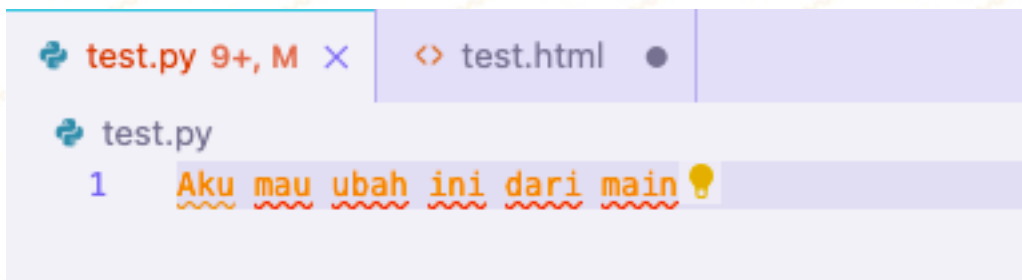 test.py 9+, M × <> test.html ●
test.py
1 Aku mau ubah ini dari main